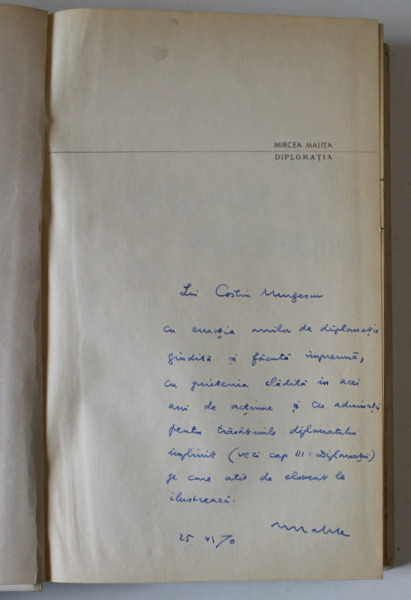 MIRCEA MALIȚA
DIPLOMAȚIA
Lui Costin Murgescu
cu emoția anilor de diplomație
gîndită și făcută împreună,
cu prietenia clădită în acei
ani de acțiune și cu admirație
pentru trăsăturile diplomatului
împlinit (vezi cap III: Diplomații)
pe care atît de elocvent le
ilustrează.
25 VI 70